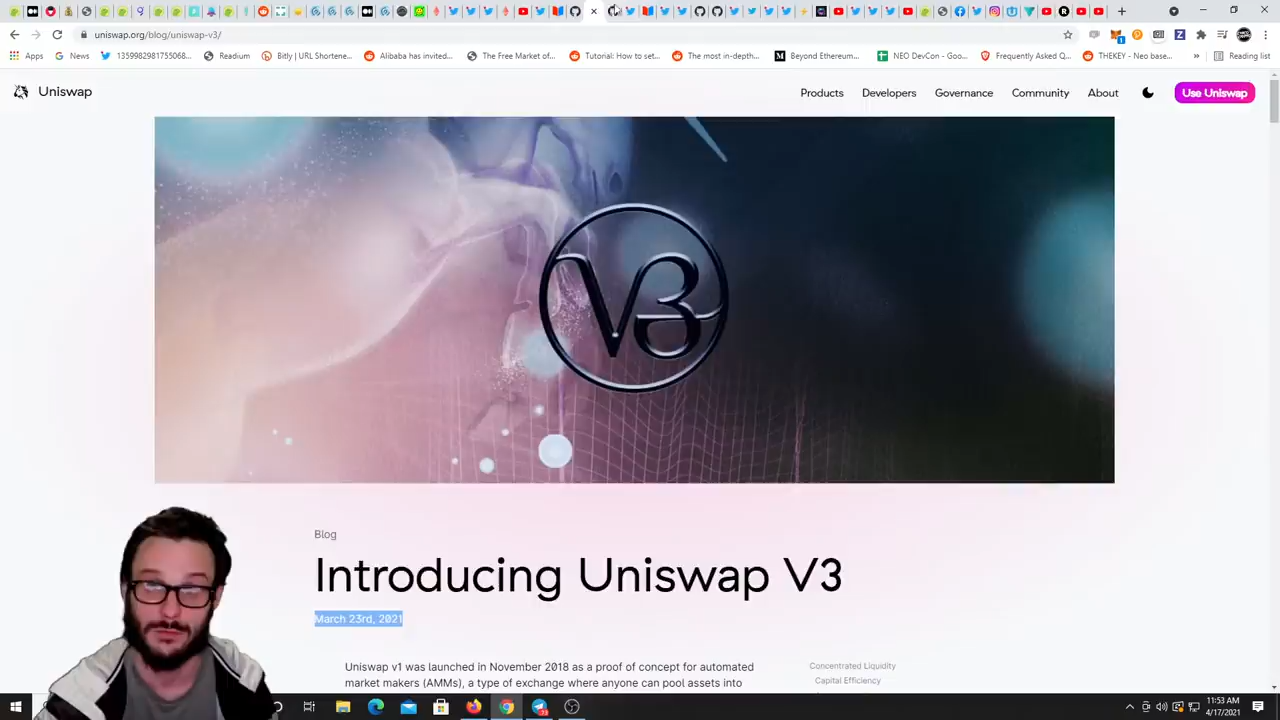 uniswap.org/blog/uniswap-v3/
Apps
News
1359982981715068...
Readium
Bitly | URL Shortene...
The Free Market of...
Alibaba has invited...
Tutorial: How to set...
The most in-depth...
Beyond Ethereum...
NEO DevCon - Goo...
Frequently Asked Q...
THEKEY - Neo base...
»
Reading list
Uniswap
Products
Developers
Governance
Community
About
Use Uniswap
V3
Blog
Introducing Uniswap V3
March 23rd, 2021
Uniswap v1 was launched in November 2018 as a proof of concept for automated
market makers (AMMs), a type of exchange where anyone can pool assets into
Concentrated Liquidity
Capital Efficiency
11:53 AM
4/17/2021